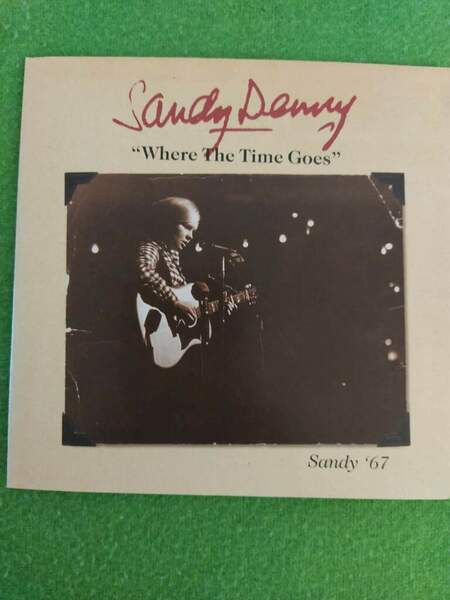 Sandy Denny
“Where The Time Goes”
Sandy ‘67